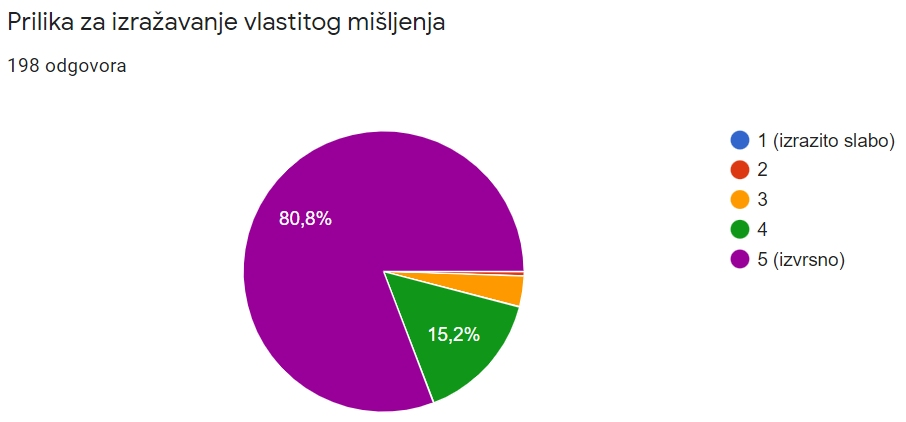 Prilika za izražavanje vlastitog mišljenja
198 odgovora
80,8%
15,2%
1 (izrazito slabo)
2
3
4
5 (izvrsno)